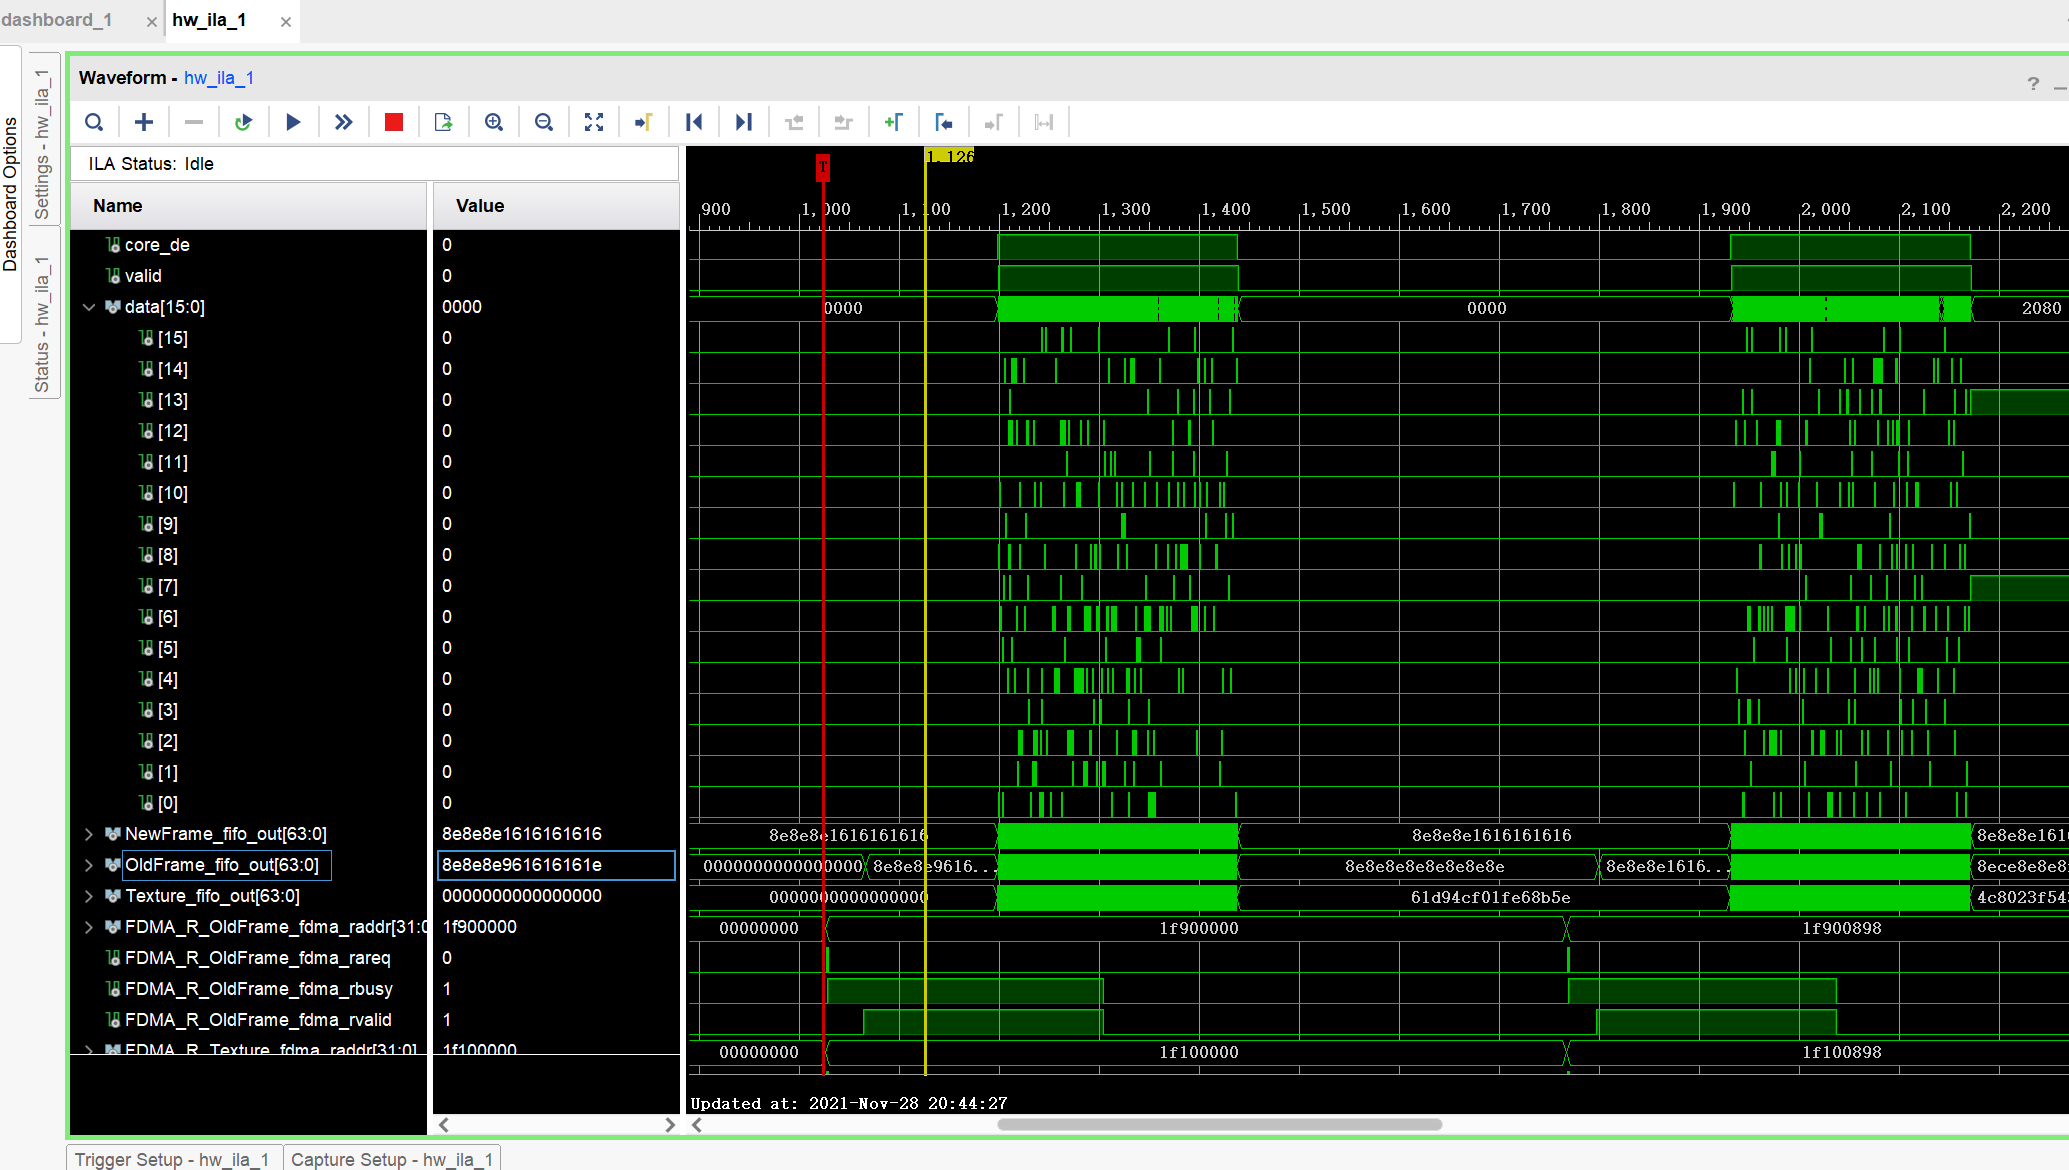 dashboard_1
hw_ila_1
Dashboard Options
Settings - hw_ila_1
Status - hw_ila_1
Waveform - hw_ila_1
ILA Status: Idle
Name Value
T
1,126
900 1,000 1,100 1,200 1,300 1,400 1,500 1,600 1,700 1,800 1,900 2,000 2,100 2,200
core_de 0
valid 0
data[15:0] 0000 0000 0000 2080
[15] 0
[14] 0
[13] 0
[12] 0
[11] 0
[10] 0
[9] 0
[8] 0
[7] 0
[6] 0
[5] 0
[4] 0
[3] 0
[2] 0
[1] 0
[0] 0
NewFrame_fifo_out[63:0] 8e8e8e1616161616 8e8e8e1616161616 8e8e8e1616161616 8e8e8e161
OldFrame_fifo_out[63:0] 8e8e8e961616161e 0000000000000000 8e8e8e9616... 8e8e8e8e8e8e8e8e 8e8e8e1616... 8ece8e8e8
Texture_fifo_out[63:0] 0000000000000000 0000000000000000 61d94cf01fe68b5e 4c8023f543
FDMA_R_OldFrame_fdma_raddr[31:0 1f900000 00000000 1f900000 1f900898
FDMA_R_OldFrame_fdma_rareq 0
FDMA_R_OldFrame_fdma_rbusy 1
FDMA_R_OldFrame_fdma_rvalid 1
FDMA_R_Texture_fdma_raddr[31:0] 1f100000 00000000 1f100000 1f100898
Updated at: 2021-Nov-28 20:44:27
Trigger Setup - hw_ila_1
Capture Setup - hw_ila_1